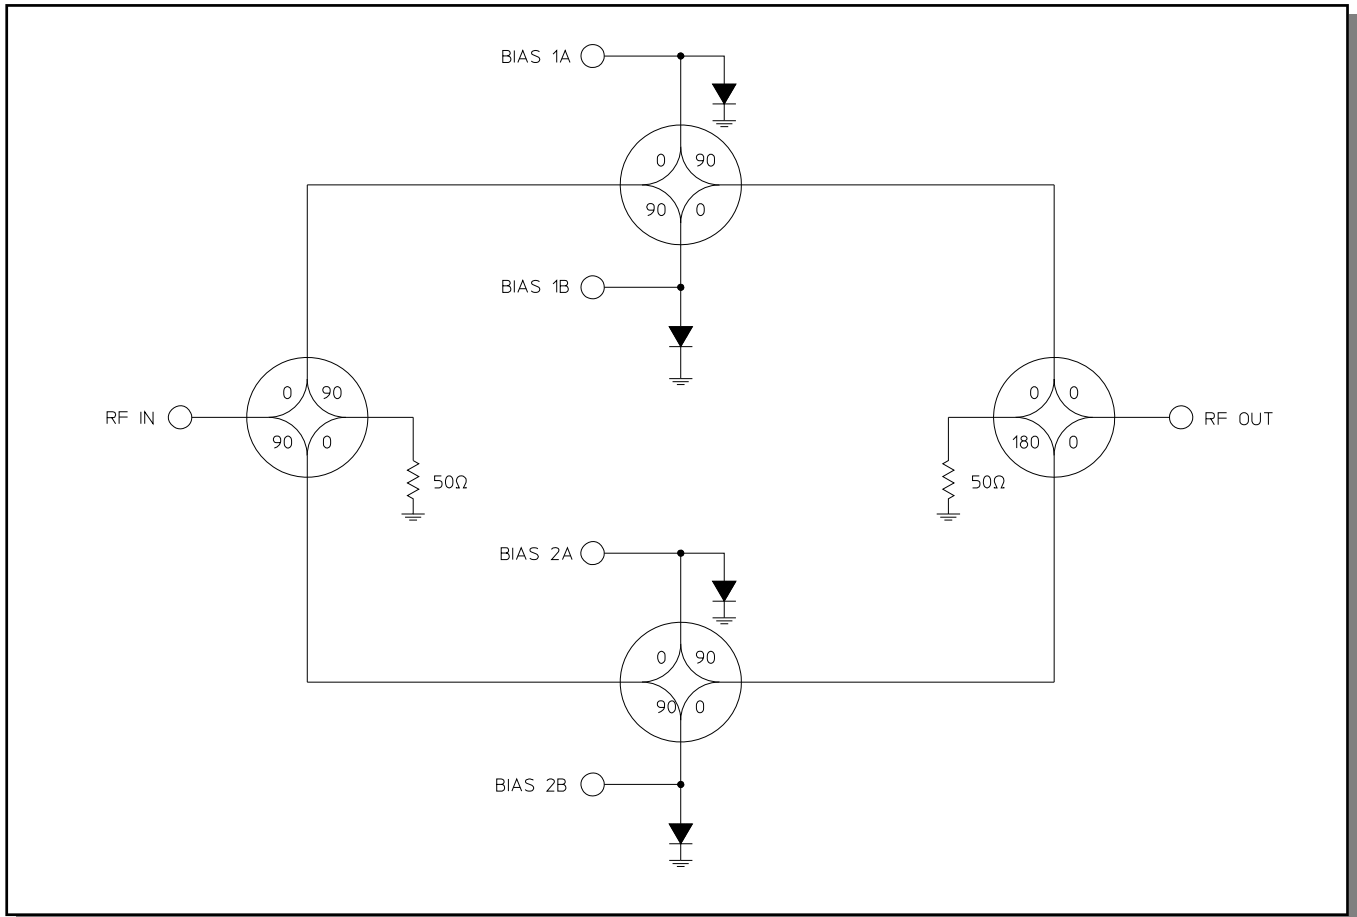 BIAS 1A
0 90
90 0
BIAS 1B
0 90
90 0
RF IN
50Ω
0 0
180 0
RF OUT
50Ω
BIAS 2A
0 90
90 0
BIAS 2B